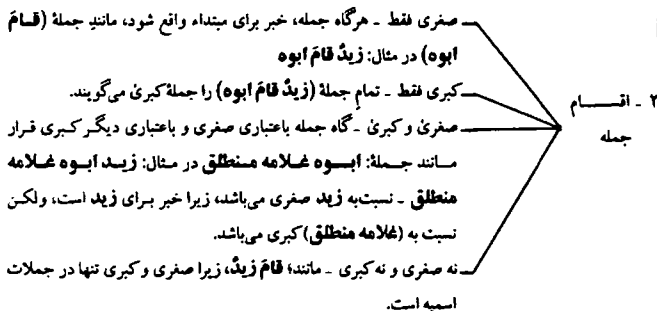 ۲ - اقسام
جمله
صغری فقط - هرگاه جمله، خبر برای مبتداء واقع شود، مانندِ جملهٔ (قامَ
ابوه) در مثال: زیدٌ قامَ ابوه
کبری فقط - تمامِ جملهٔ (زیدٌ قامَ ابوه) را جملهٔ کبریٰ می‌گویند.
صغریٰ و کبریٰ - گاه جمله باعتباری صغری و باعتباری دیگر کبری قرار
مانند جملهٔ: ابوه غلامه منطلق در مثال: زید ابوه غلامه
منطلق - نسبت‌به زید صغری می‌باشد، زیرا خبر برای زید است، ولکن
نسبت به (غلامه منطلق) کبری می‌باشد.
نه صغری و نه کبری - مانند؛ قامَ زیدٌ، زیرا صغری و کبری تنها در جملات
اسمیه است.